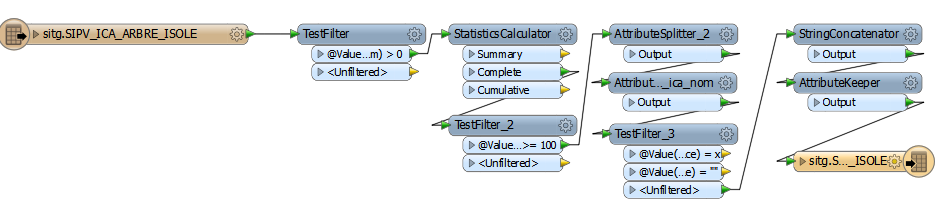 sitg.SIPV_ICA_ARBRE_ISOLE
TestFilter
@Value...m) > 0
<Unfiltered>
StatisticsCalculator
Summary
Complete
Cumulative
TestFilter_2
@Value...>= 100
<Unfiltered>
AttributeSplitter_2
Output
Attribut..._ica_nom
Output
TestFilter_3
@Value(...ce) = x
@Value(...e) = ""
<Unfiltered>
StringConcatenator
Output
AttributeKeeper
Output
sitg.S..._ISOLE